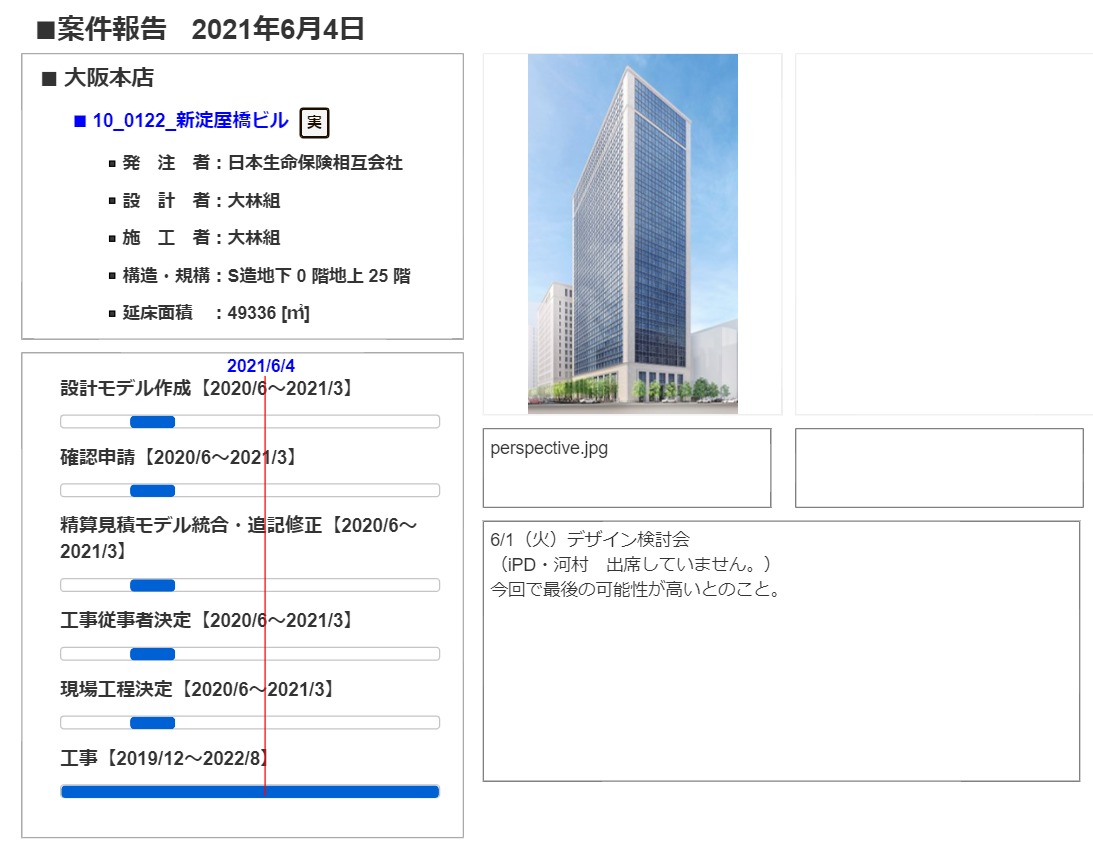 ■案件報告 2021年6月4日
■ 大阪本店
■ 10_0122_新淀屋橋ビル 実
▪ 発 注 者：日本生命保険相互会社
▪ 設 計 者：大林組
▪ 施 工 者：大林組
▪ 構造・規構：S造地下 0 階地上 25 階
▪ 延床面積 ：49336 [㎡]
2021/6/4
設計モデル作成【2020/6～2021/3】
確認申請【2020/6～2021/3】
精算見積モデル統合・追記修正【2020/6～
2021/3】
工事従事者決定【2020/6～2021/3】
現場工程決定【2020/6～2021/3】
工事【2019/12～2022/8】
perspective.jpg
6/1（火）デザイン検討会
（iPD・河村 出席していません。）
今回で最後の可能性が高いとのこと。